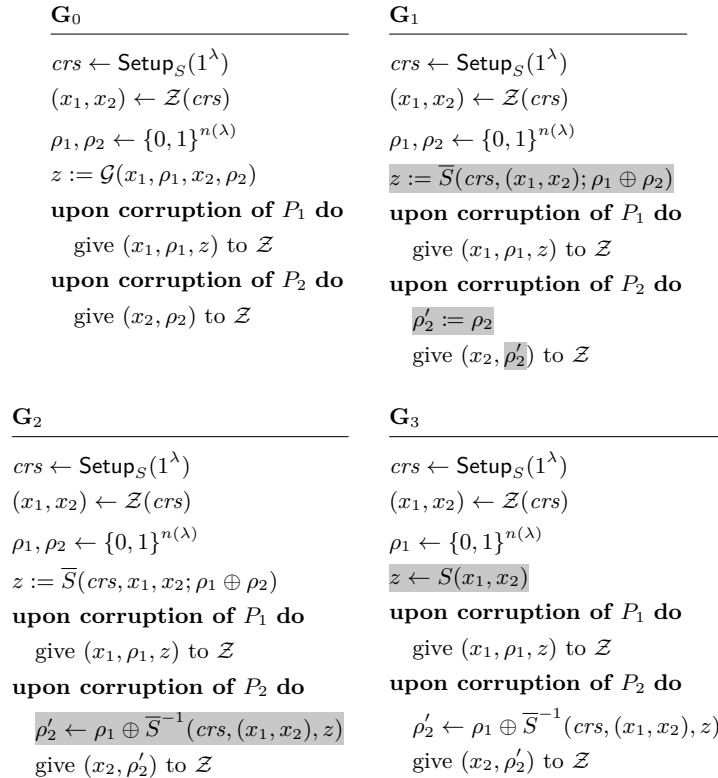 G₀
crs ← Setup_S(1^λ)
(x₁, x₂) ← 𝒵(crs)
ρ₁, ρ₂ ← {0, 1}^{n(λ)}
z := 𝒢(x₁, ρ₁, x₂, ρ₂)
upon corruption of P₁ do
give (x₁, ρ₁, z) to 𝒵
upon corruption of P₂ do
give (x₂, ρ₂) to 𝒵
G₁
crs ← Setup_S(1^λ)
(x₁, x₂) ← 𝒵(crs)
ρ₁, ρ₂ ← {0, 1}^{n(λ)}
z := S̅(crs, (x₁, x₂); ρ₁ ⊕ ρ₂)
upon corruption of P₁ do
give (x₁, ρ₁, z) to 𝒵
upon corruption of P₂ do
ρ′₂ := ρ₂
give (x₂, ρ′₂) to 𝒵
G₂
crs ← Setup_S(1^λ)
(x₁, x₂) ← 𝒵(crs)
ρ₁, ρ₂ ← {0, 1}^{n(λ)}
z := S̅(crs, x₁, x₂; ρ₁ ⊕ ρ₂)
upon corruption of P₁ do
give (x₁, ρ₁, z) to 𝒵
upon corruption of P₂ do
ρ′₂ ← ρ₁ ⊕ S̅⁻¹(crs, (x₁, x₂), z)
give (x₂, ρ′₂) to 𝒵
G₃
crs ← Setup_S(1^λ)
(x₁, x₂) ← 𝒵(crs)
ρ₁ ← {0, 1}^{n(λ)}
z ← S(x₁, x₂)
upon corruption of P₁ do
give (x₁, ρ₁, z) to 𝒵
upon corruption of P₂ do
ρ′₂ ← ρ₁ ⊕ S̅⁻¹(crs, (x₁, x₂), z)
give (x₂, ρ′₂) to 𝒵